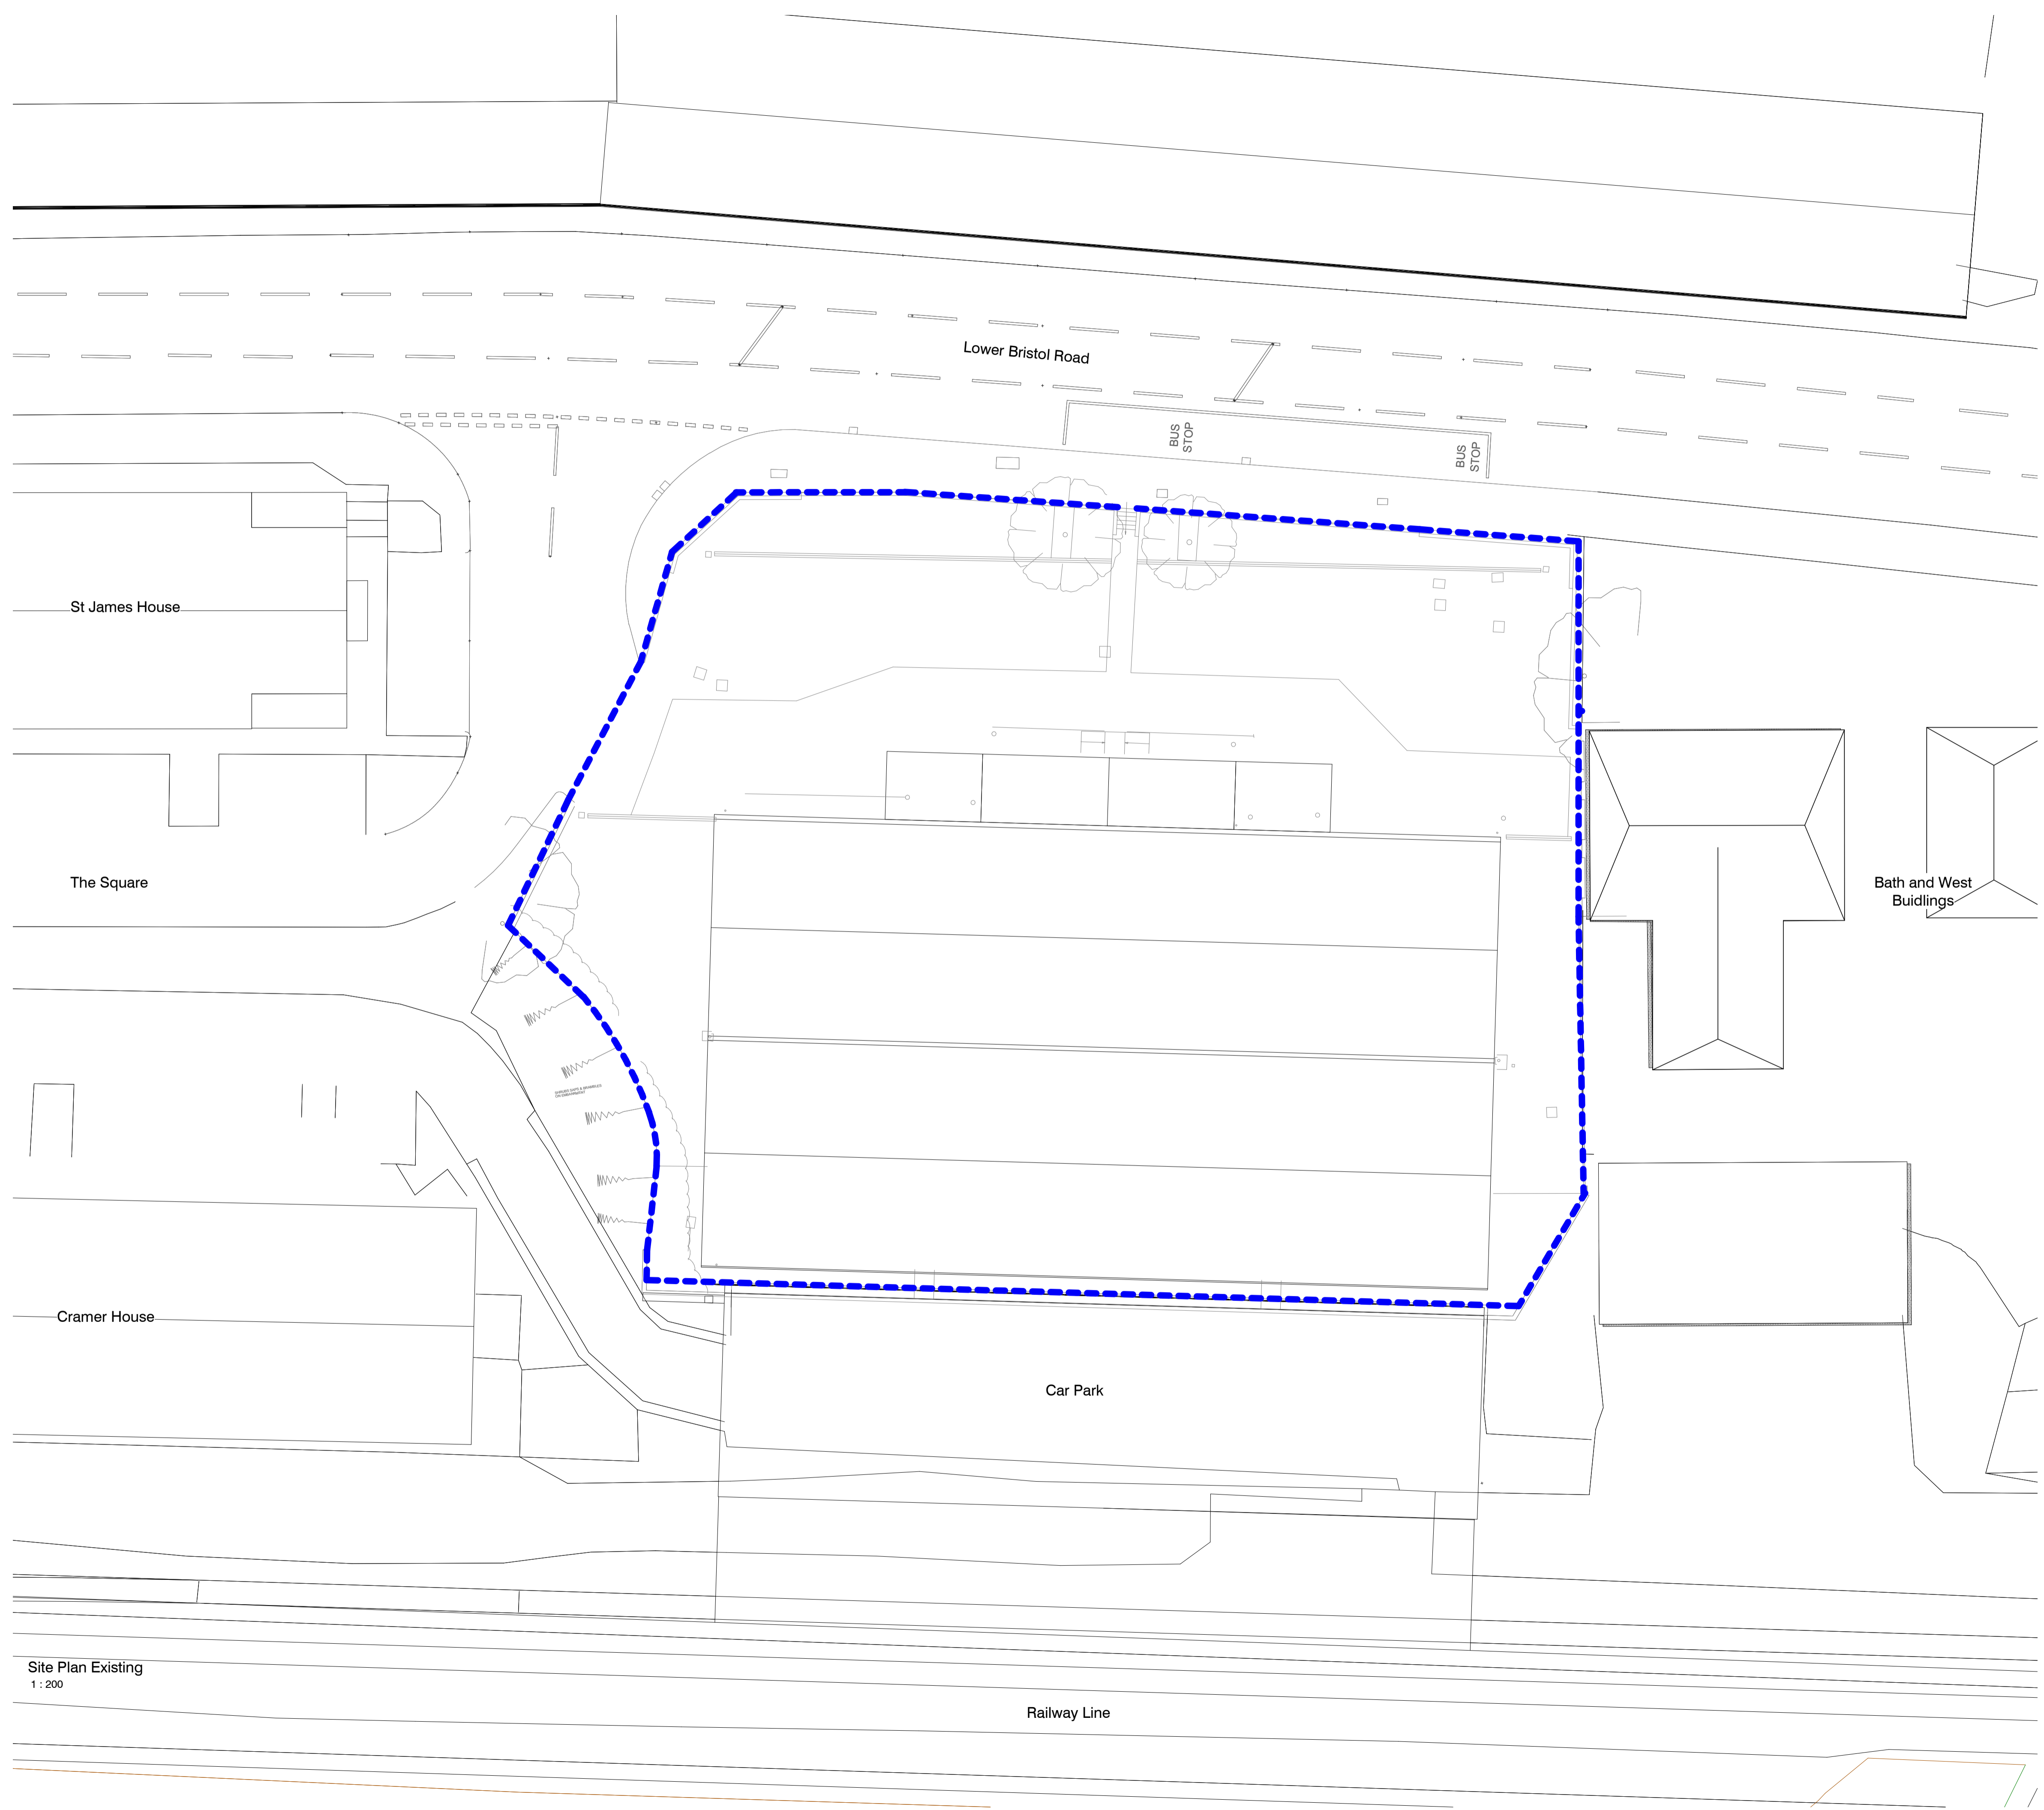 Lower Bristol Road
BUS
STOP
BUS
STOP
St James House
The Square
Bath and West
Buidlings
Cramer House
Car Park
Site Plan Existing
1 : 200
Railway Line